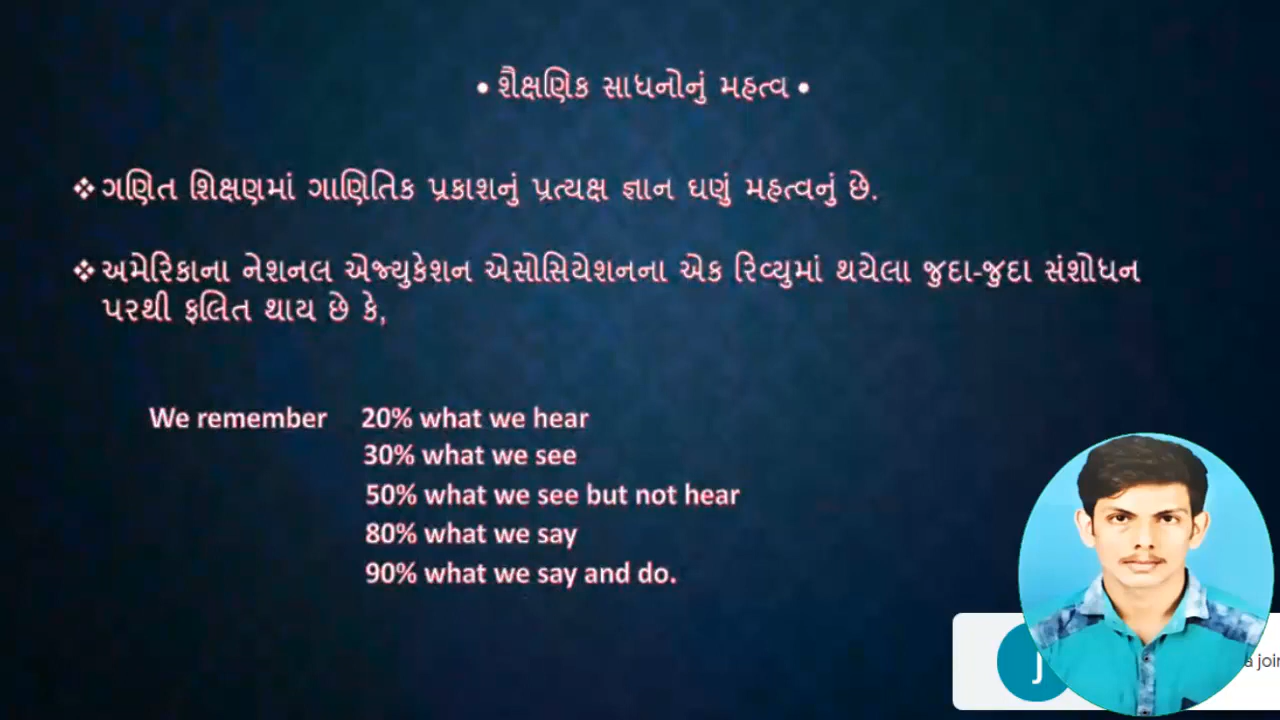 • શૈક્ષણિક સાધનોનું મહત્વ •
❖ ગણિત શિક્ષણમાં ગાણિતિક પ્રકાશનું પ્રત્યક્ષ જ્ઞાન ઘણું મહત્વનું છે.
❖ અમેરિકાના નેશનલ એજ્યુકેશન એસોસિયેશનના એક રિવ્યુમાં થયેલા જુદા-જુદા સંશોધન
પરથી ફલિત થાય છે કે,
We remember 20% what we hear
30% what we see
50% what we see but not hear
80% what we say
90% what we say and do.
J